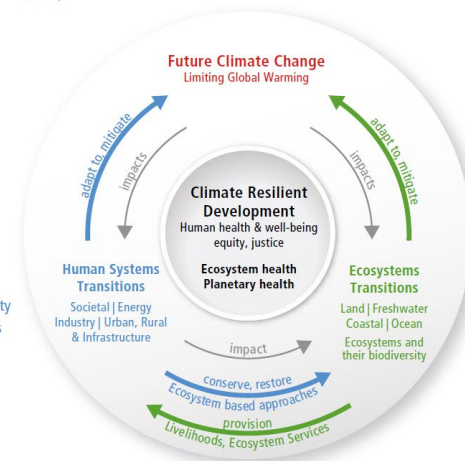 Future Climate Change
Limiting Global Warming
adapt to, mitigate
impacts
impacts
adapt to, mitigate
Climate Resilient
Development
Human health & well-being
equity, justice
Ecosystem health
Planetary health
Human Systems
Transitions
Societal | Energy
Industry | Urban, Rural
& Infrastructure
Ecosystems
Transitions
Land | Freshwater
Coastal | Ocean
Ecosystems and
their biodiversity
impact
conserve, restore
Ecosystem based approaches
provision
Livelihoods, Ecosystem Services